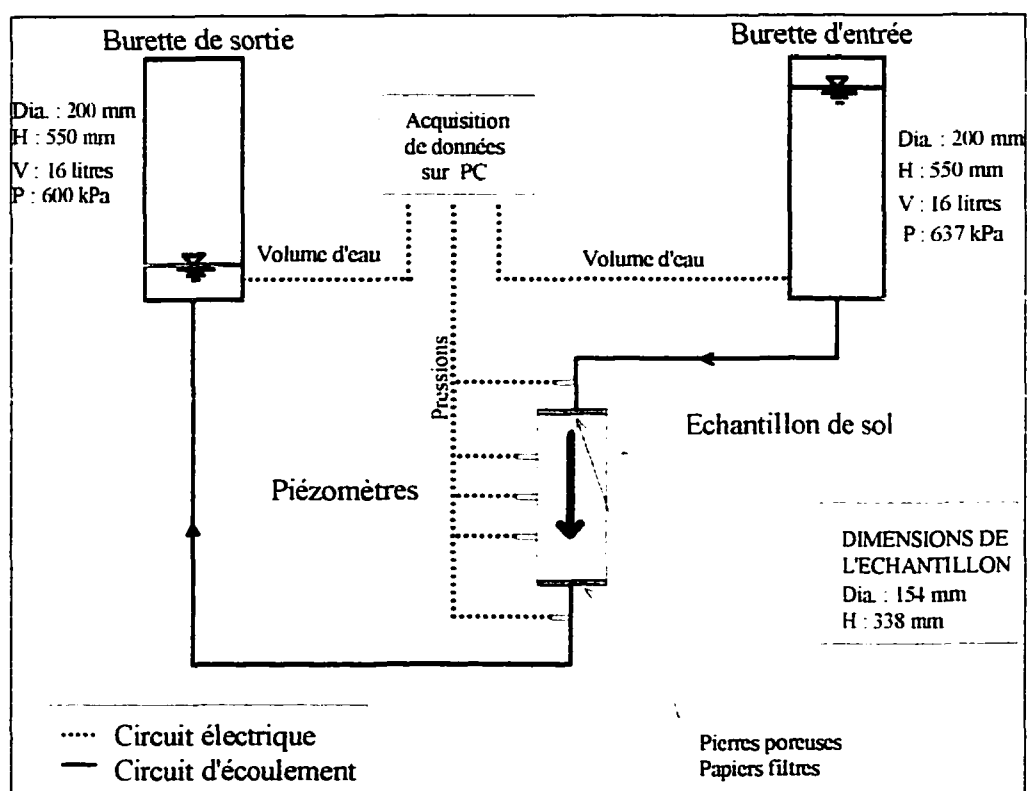 Burette de sortie
Burette d'entrée
Dia. : 200 mm
H : 550 mm
V : 16 litres
P : 600 kPa
Acquisition
de données
sur PC
Dia. : 200 mm
H : 550 mm
V : 16 litres
P : 637 kPa
Volume d'eau
Volume d'eau
Pressions
Echantillon de sol
Piézomètres
DIMENSIONS DE
L'ECHANTILLON
Dia. : 154 mm
H : 338 mm
Circuit électrique
Circuit d'écoulement
Pierres poreuses
Papiers filtres